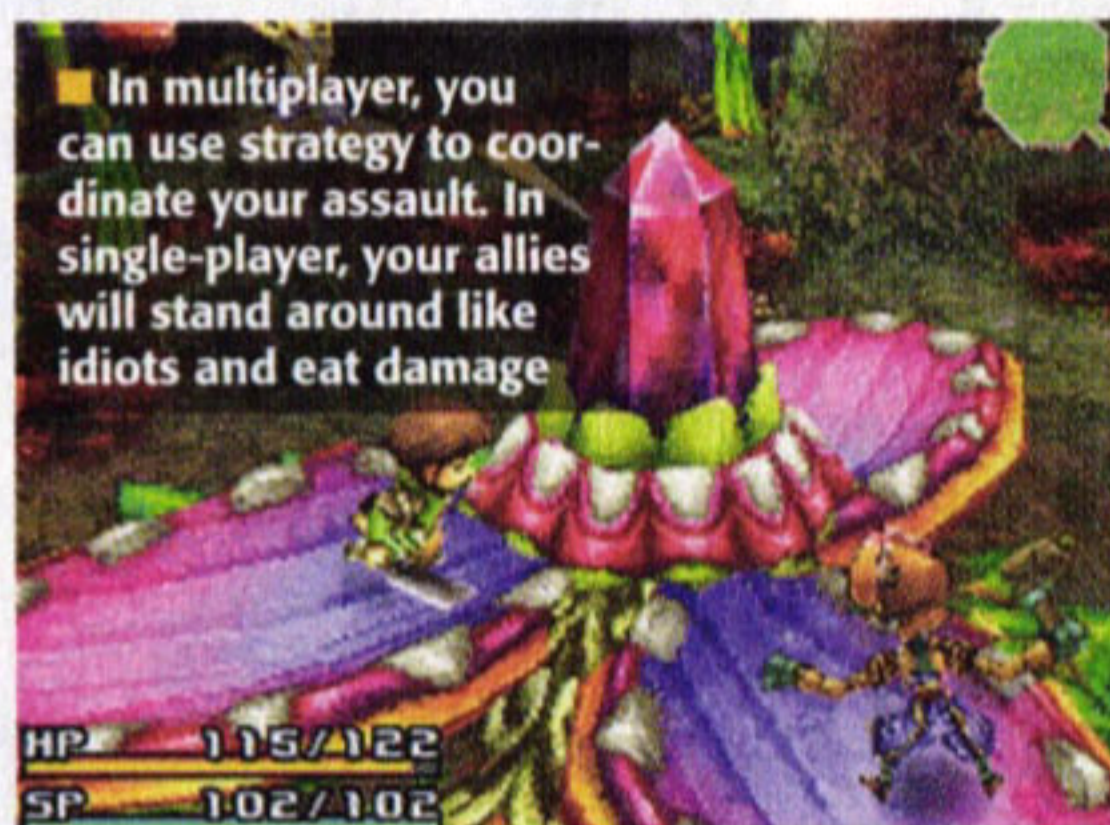 In multiplayer, you
can use strategy to coor-
dinate your assault. In
single-player, your allies
will stand around like
idiots and eat damage
HP 115/122
SP 102/102